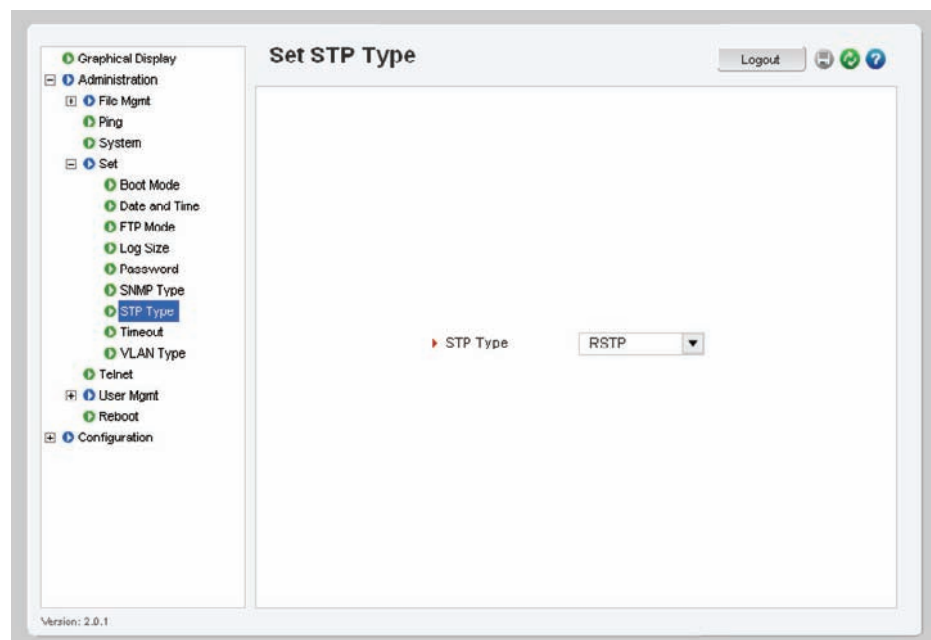 Graphical Display
Administration
File Mgmt
Ping
System
Set
Boot Mode
Date and Time
FTP Mode
Log Size
Password
SNMP Type
STP Type
Timeout
VLAN Type
Telnet
User Mgmt
Reboot
Configuration
Set STP Type
Logout
?
STP Type RSTP
Version: 2.0.1